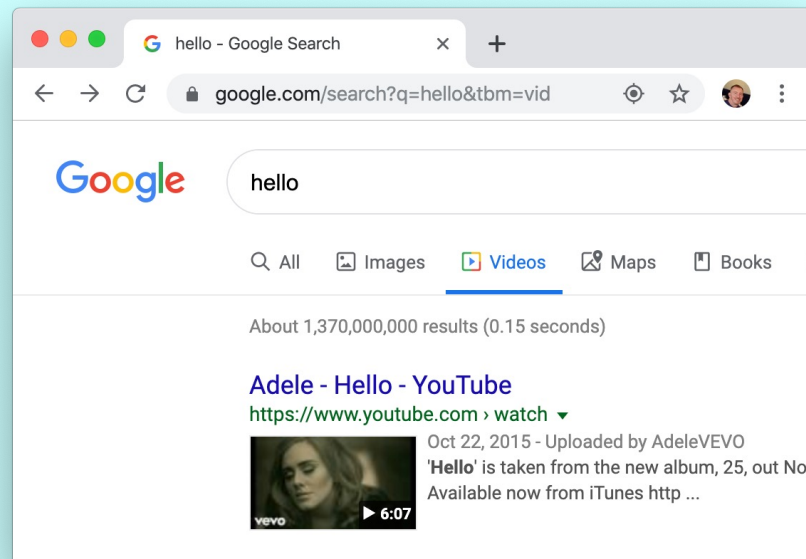 hello - Google Search
google.com/search?q=hello&tbm=vid
Google
hello
All Images Videos Maps Books
About 1,370,000,000 results (0.15 seconds)
Adele - Hello - YouTube
https://www.youtube.com › watch
Oct 22, 2015 - Uploaded by AdeleVEVO
'Hello' is taken from the new album, 25, out No
Available now from iTunes http ...
vevo
6:07